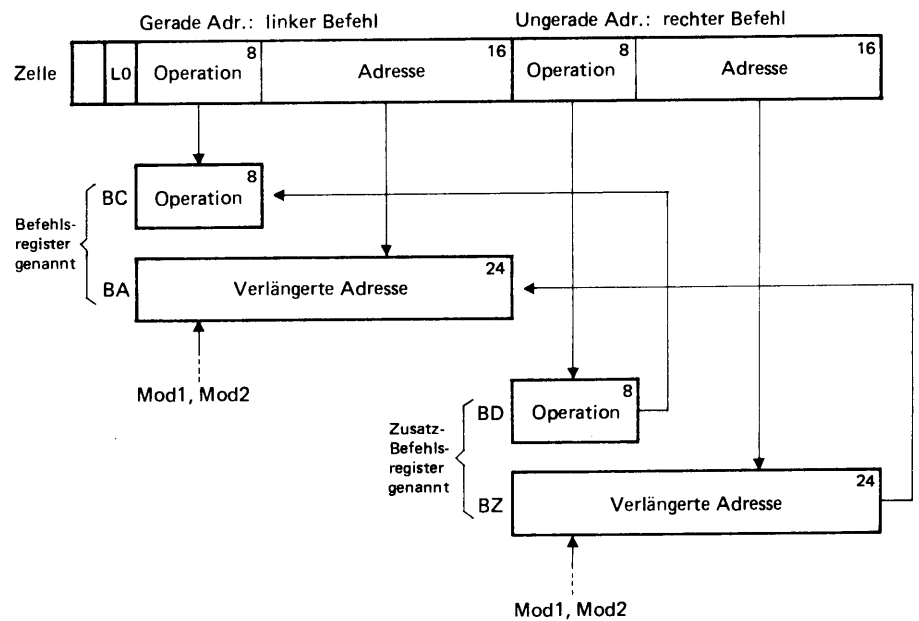 Gerade Adr.: linker Befehl
Ungerade Adr.: rechter Befehl
Zelle
L0
Operation 8
Adresse 16
Operation 8
Adresse 16
BC
Operation 8
Befehls-
register
genannt
BA
Verlängerte Adresse 24
Mod1, Mod2
BD
Operation 8
Zusatz-
Befehls-
register
genannt
BZ
Verlängerte Adresse 24
Mod1, Mod2